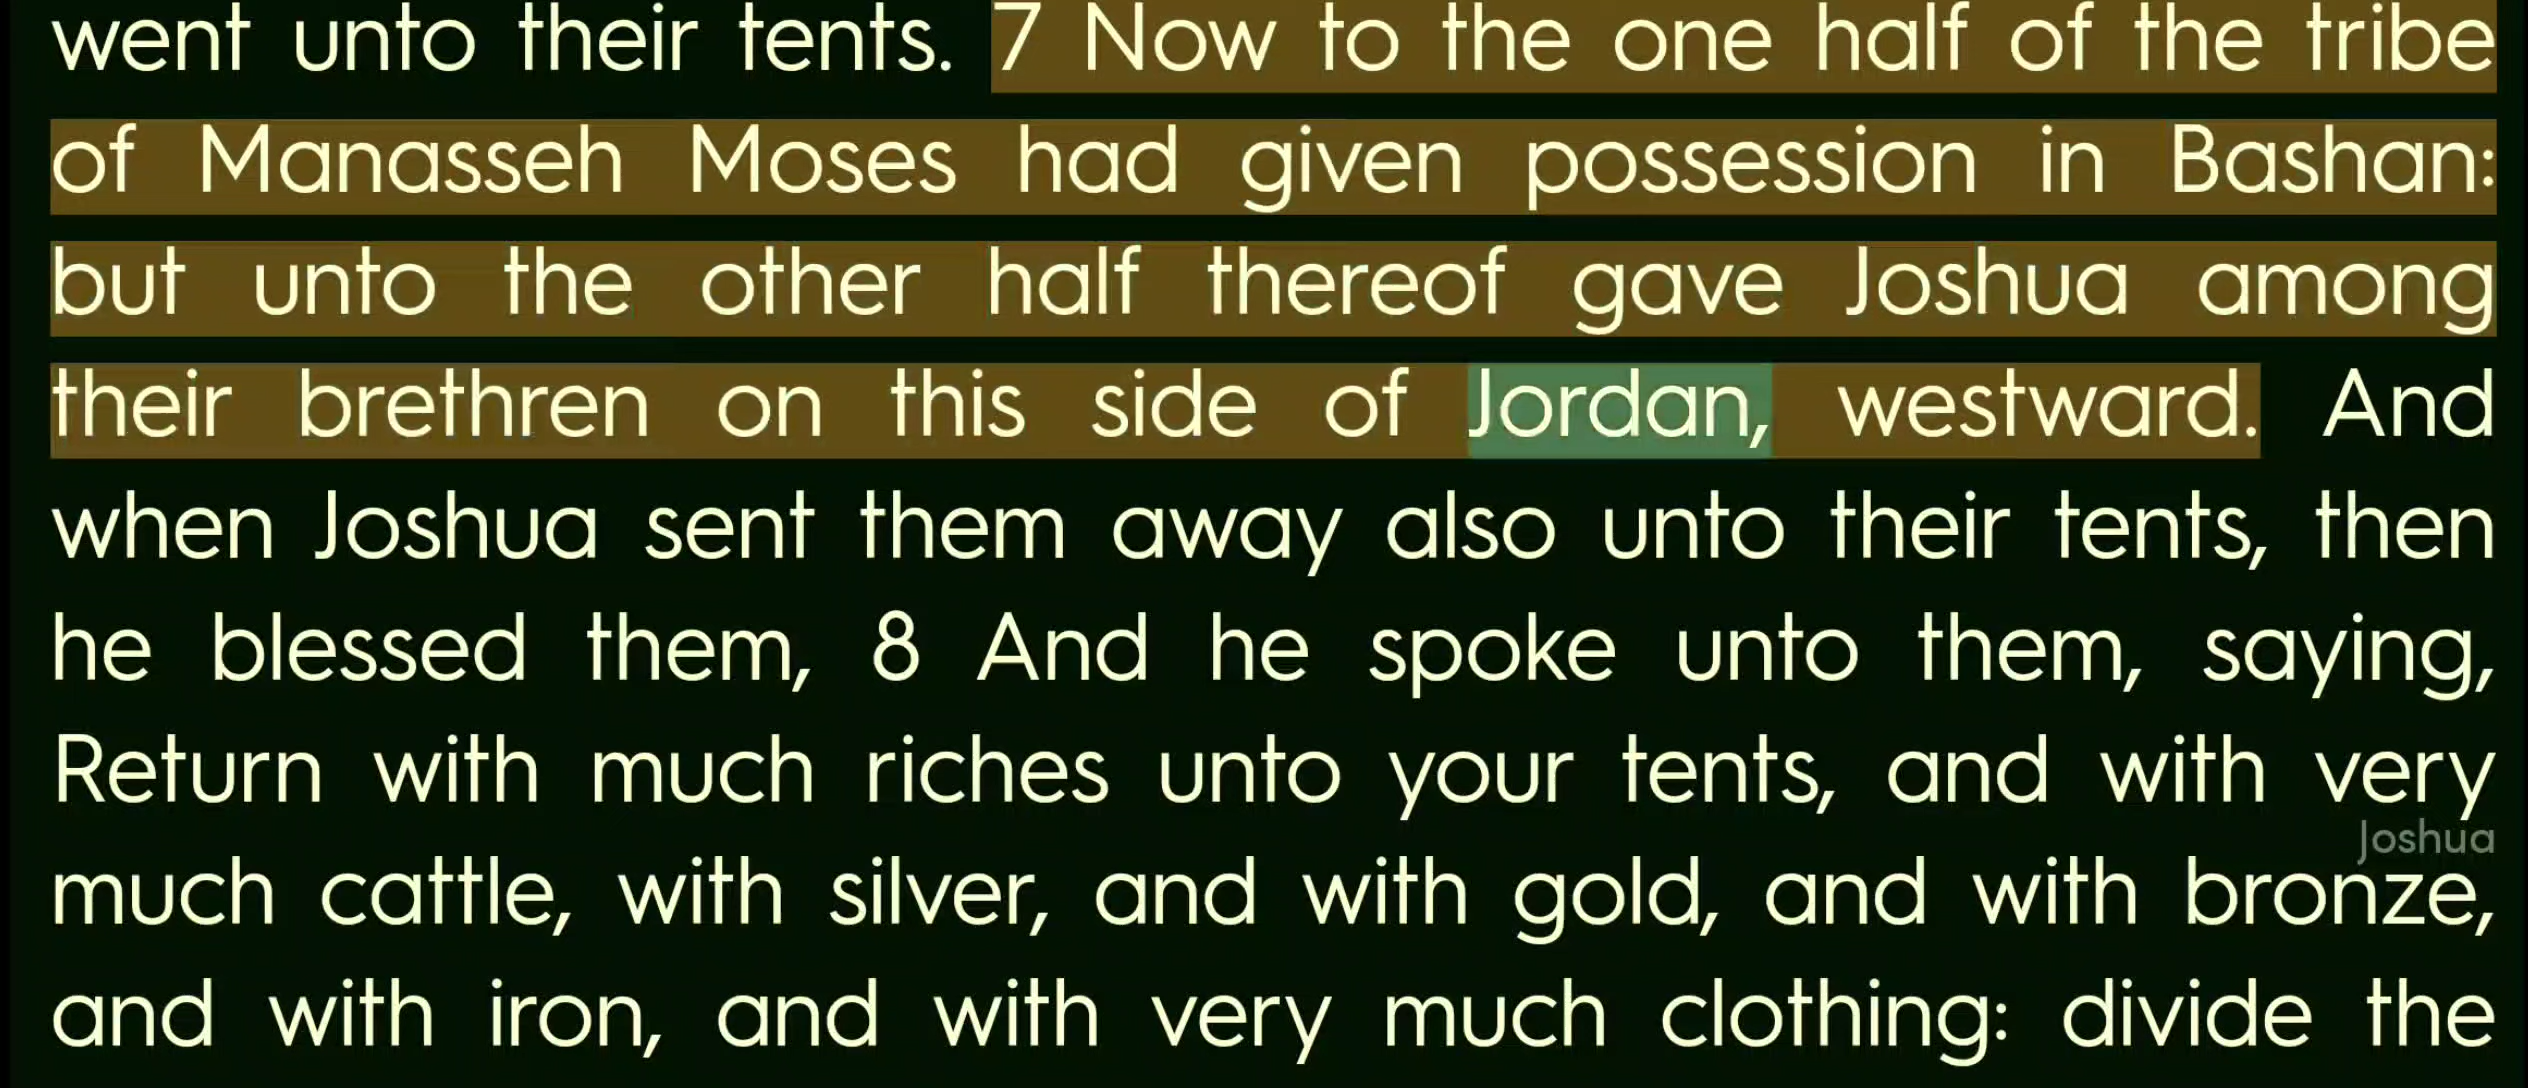 went unto their tents. 7 Now to the one half of the tribe
of Manasseh Moses had given possession in Bashan:
but unto the other half thereof gave Joshua among
their brethren on this side of Jordan, westward. And
when Joshua sent them away also unto their tents, then
he blessed them, 8 And he spoke unto them, saying,
Return with much riches unto your tents, and with very
Joshua
much cattle, with silver, and with gold, and with bronze,
and with iron, and with very much clothing: divide the